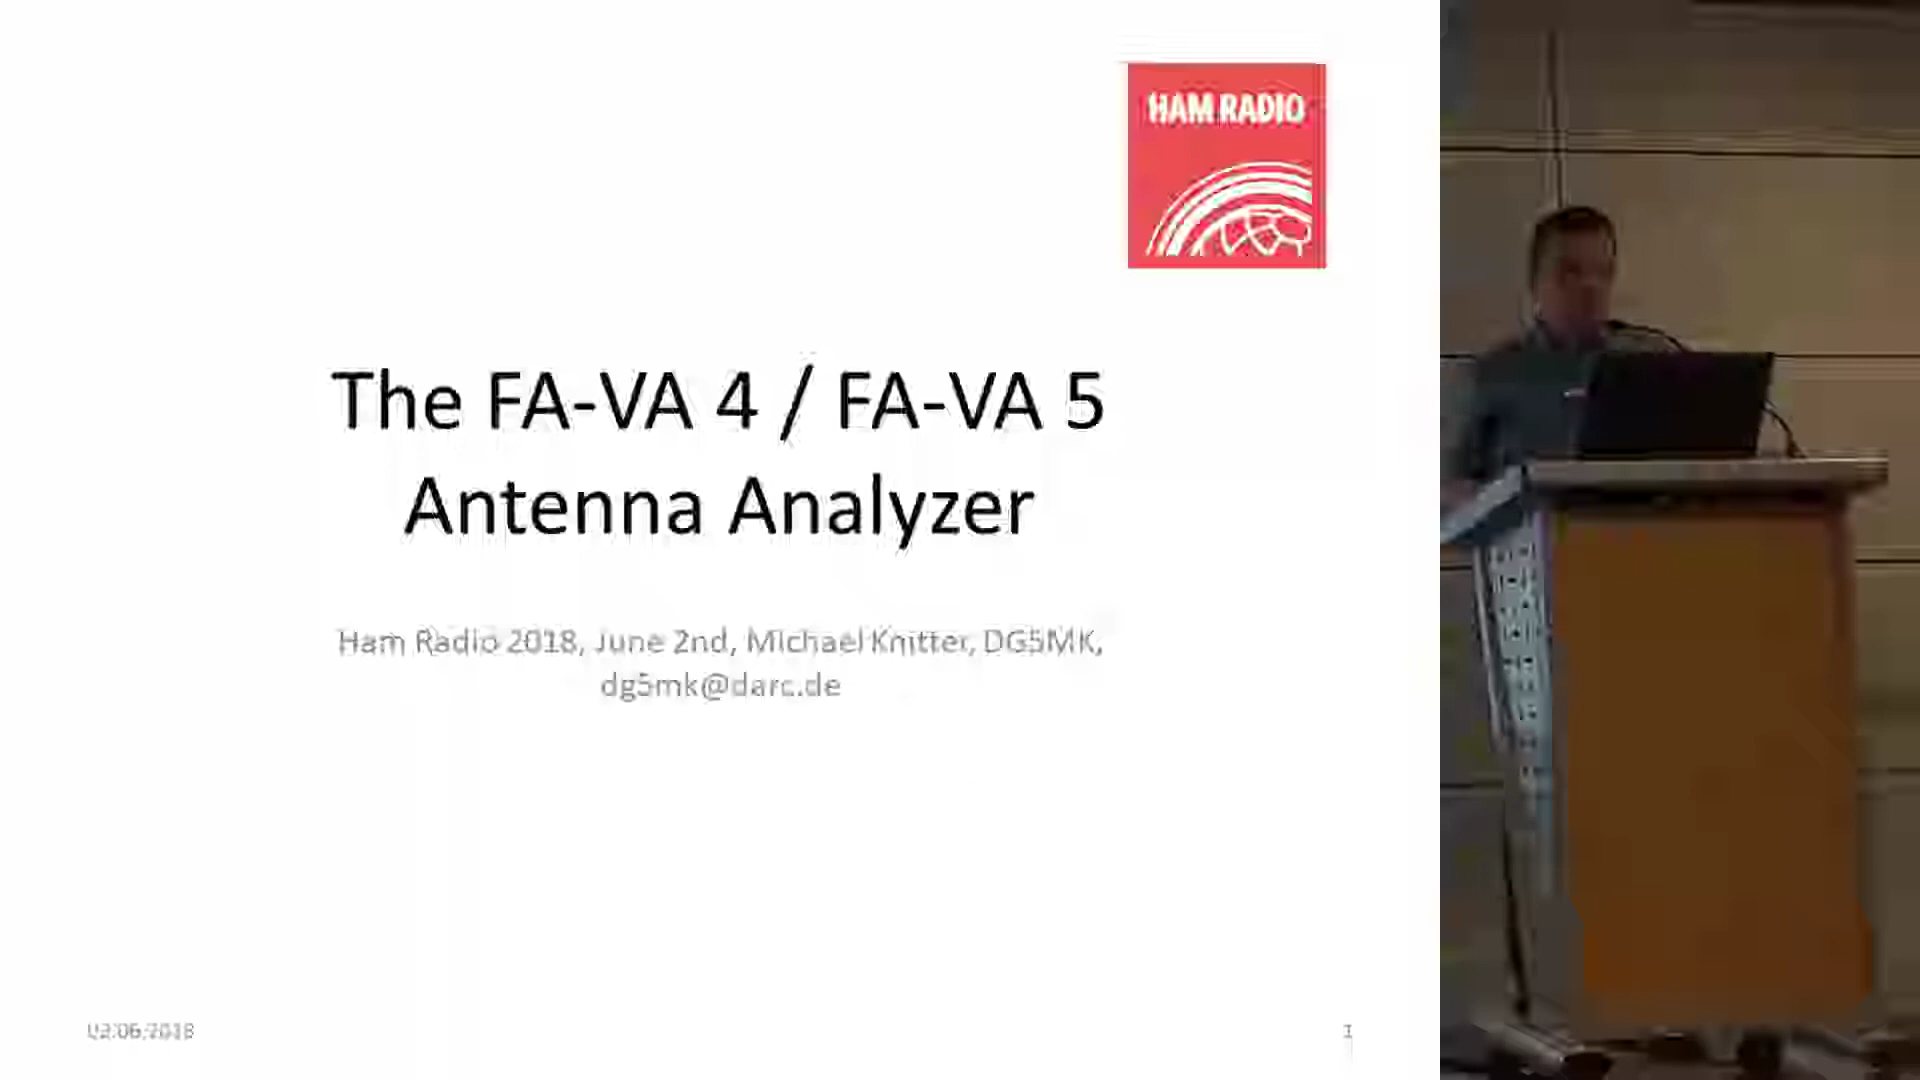 HAM RADIO
The FA-VA 4 / FA-VA 5
Antenna Analyzer
Ham Radio 2018, June 2nd, Michael Knitter, DG5MK,
dg5mk@darc.de
02.06.2018
1